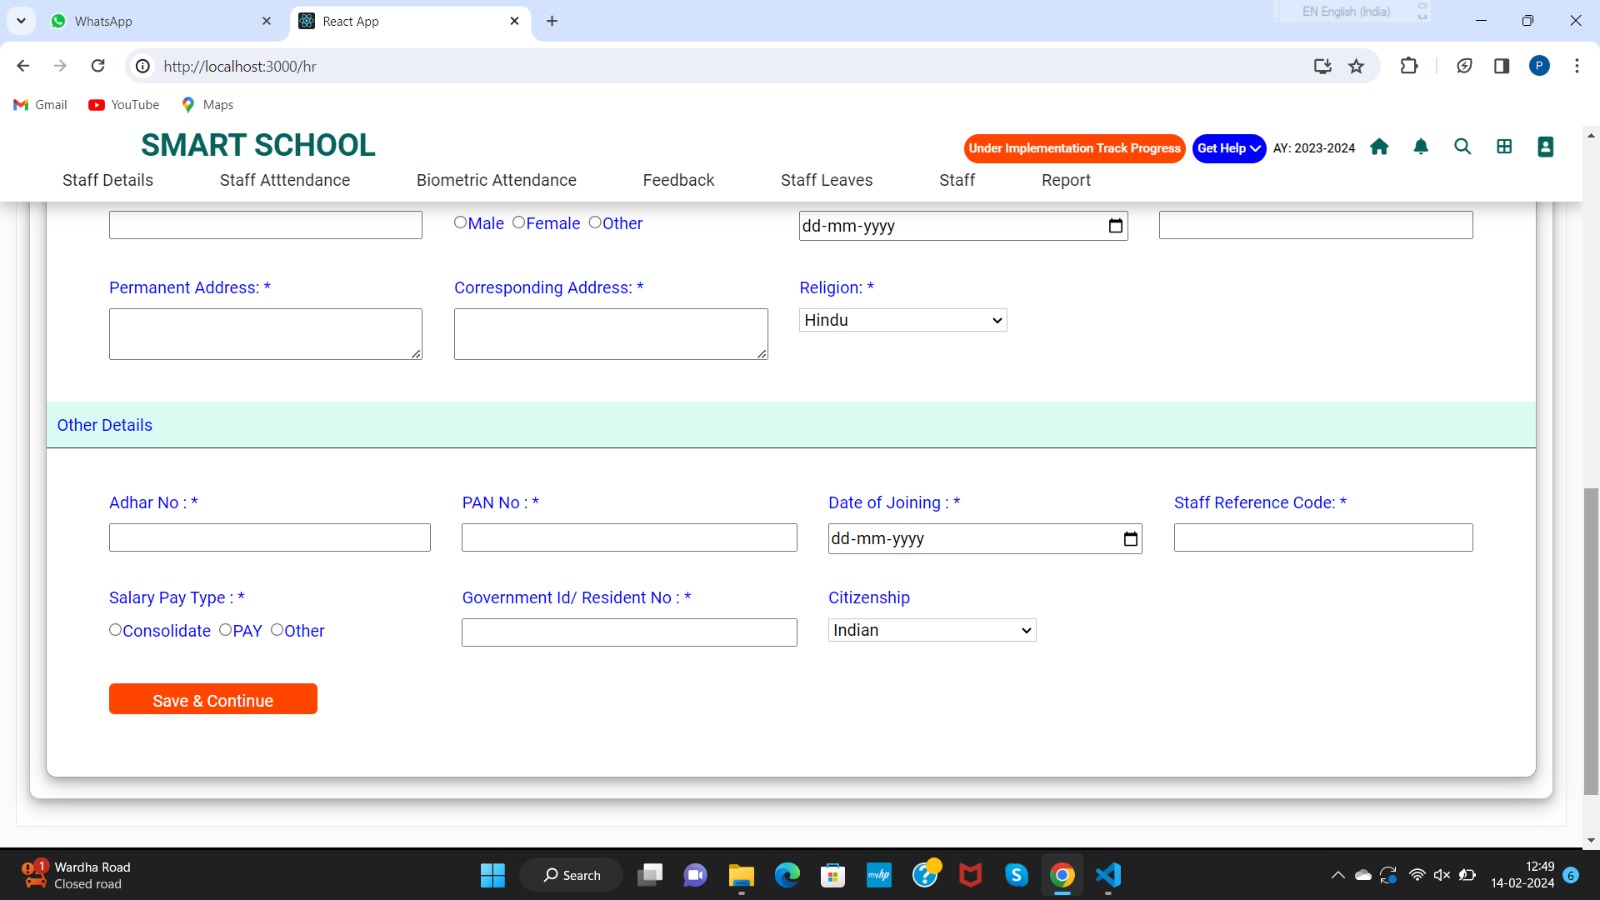 WhatsApp
React App
EN English (India)
http://localhost:3000/hr
P
Gmail
YouTube
Maps
SMART SCHOOL
Under Implementation Track Progress
Get Help
AY: 2023-2024
Staff Details
Staff Atttendance
Biometric Attendance
Feedback
Staff Leaves
Staff
Report
Male Female Other
dd-mm-yyyy
Permanent Address: *
Corresponding Address: *
Religion: *
Hindu
Other Details
Adhar No : *
PAN No : *
Date of Joining : *
Staff Reference Code: *
dd-mm-yyyy
Salary Pay Type : *
Government Id/ Resident No : *
Citizenship
Consolidate PAY Other
Indian
Save & Continue
1
Wardha Road
Closed road
Search
myhp
S
12:49
14-02-2024
6